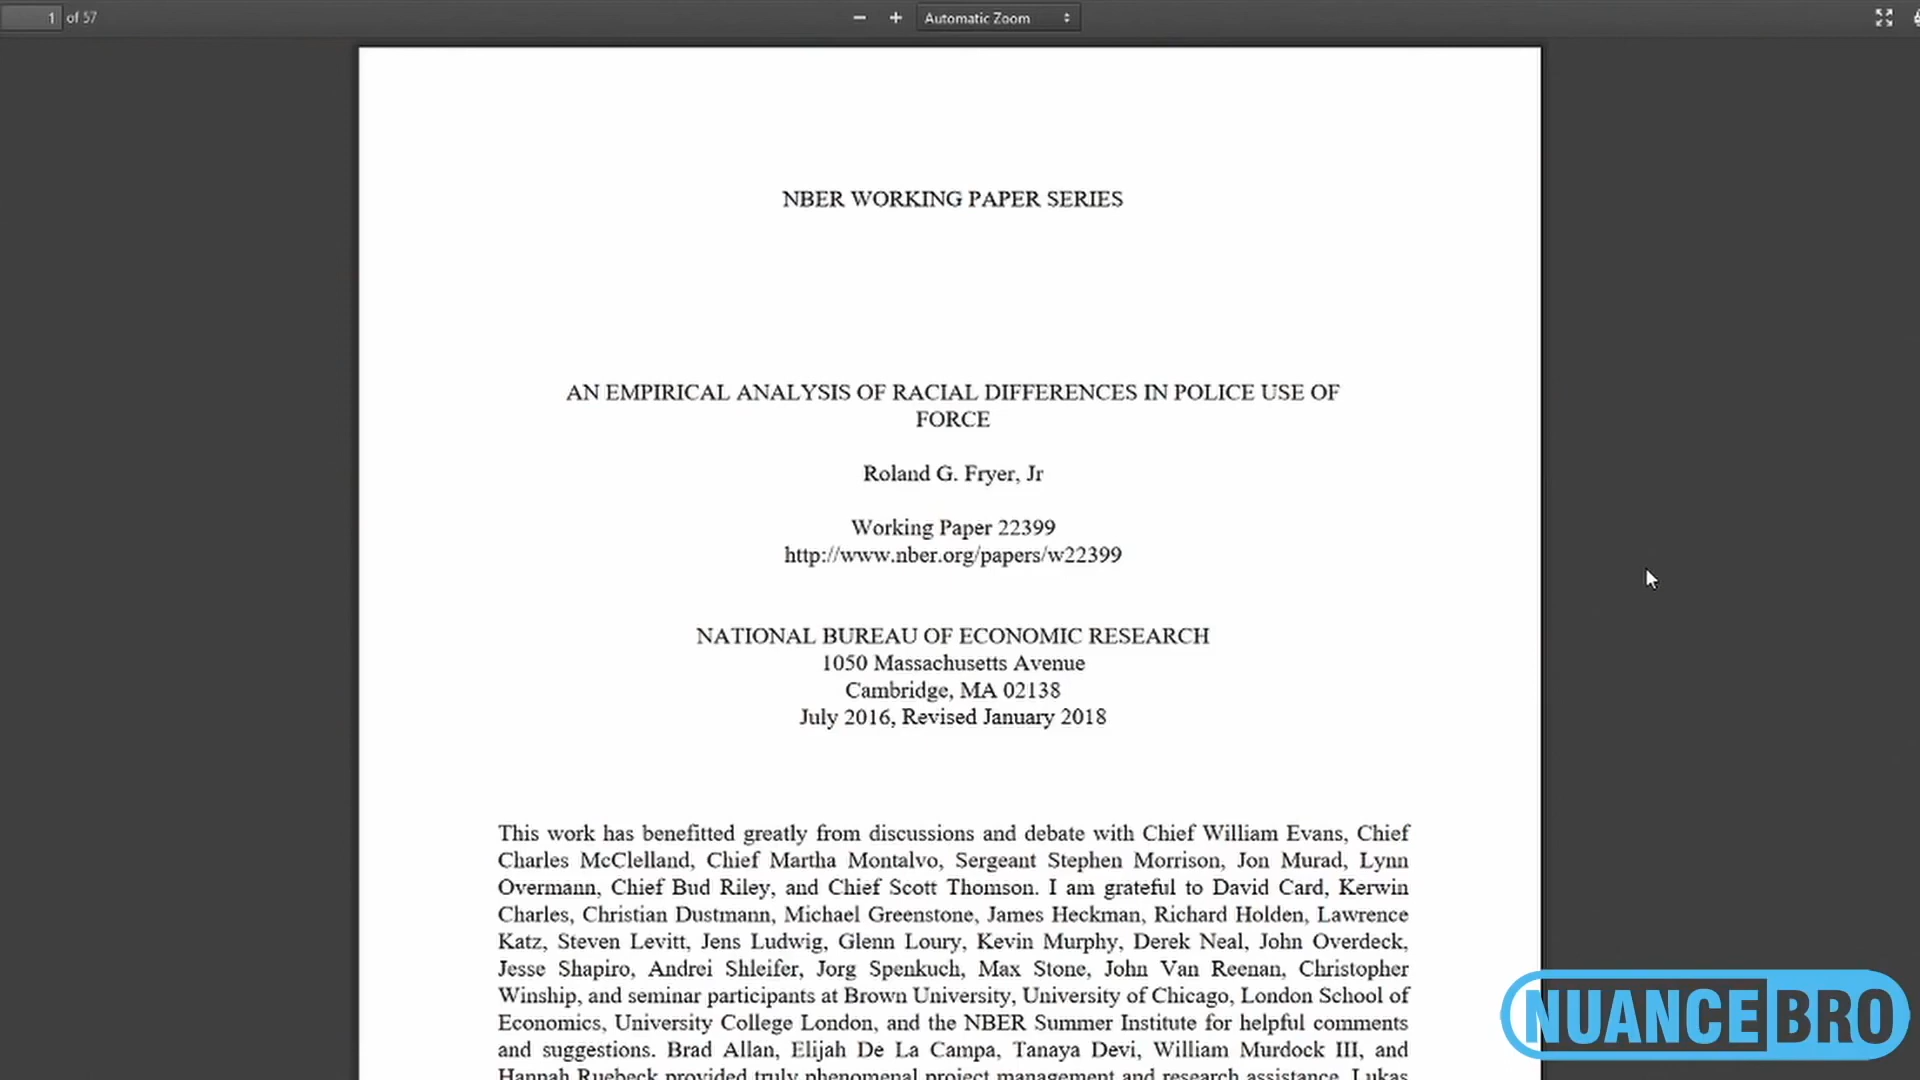 1 of 57
Automatic Zoom
NBER WORKING PAPER SERIES
AN EMPIRICAL ANALYSIS OF RACIAL DIFFERENCES IN POLICE USE OF
FORCE
Roland G. Fryer, Jr
Working Paper 22399
http://www.nber.org/papers/w22399
NATIONAL BUREAU OF ECONOMIC RESEARCH
1050 Massachusetts Avenue
Cambridge, MA 02138
July 2016, Revised January 2018
This work has benefitted greatly from discussions and debate with Chief William Evans, Chief
Charles McClelland, Chief Martha Montalvo, Sergeant Stephen Morrison, Jon Murad, Lynn
Overmann, Chief Bud Riley, and Chief Scott Thomson. I am grateful to David Card, Kerwin
Charles, Christian Dustmann, Michael Greenstone, James Heckman, Richard Holden, Lawrence
Katz, Steven Levitt, Jens Ludwig, Glenn Loury, Kevin Murphy, Derek Neal, John Overdeck,
Jesse Shapiro, Andrei Shleifer, Jorg Spenkuch, Max Stone, John Van Reenan, Christopher
Winship, and seminar participants at Brown University, University of Chicago, London School of
Economics, University College London, and the NBER Summer Institute for helpful comments
and suggestions. Brad Allan, Elijah De La Campa, Tanaya Devi, William Murdock III, and
Hannah Ruebeck provided truly phenomenal project management and research assistance. Lukas
NUANCEBRO